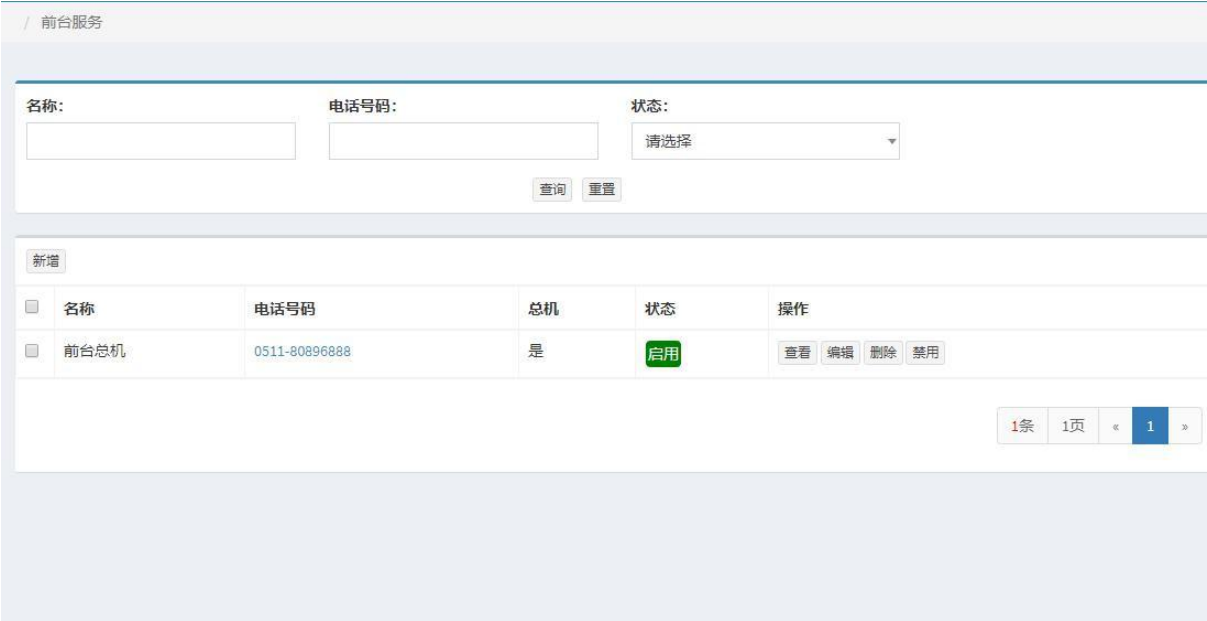 / 前台服务
名称： 电话号码： 状态：
请选择
查询 重置
新增
名称 电话号码 总机 状态 操作
前台总机 0511-80896888 是 启用 查看 编辑 删除 禁用
1条 1页 « 1 »